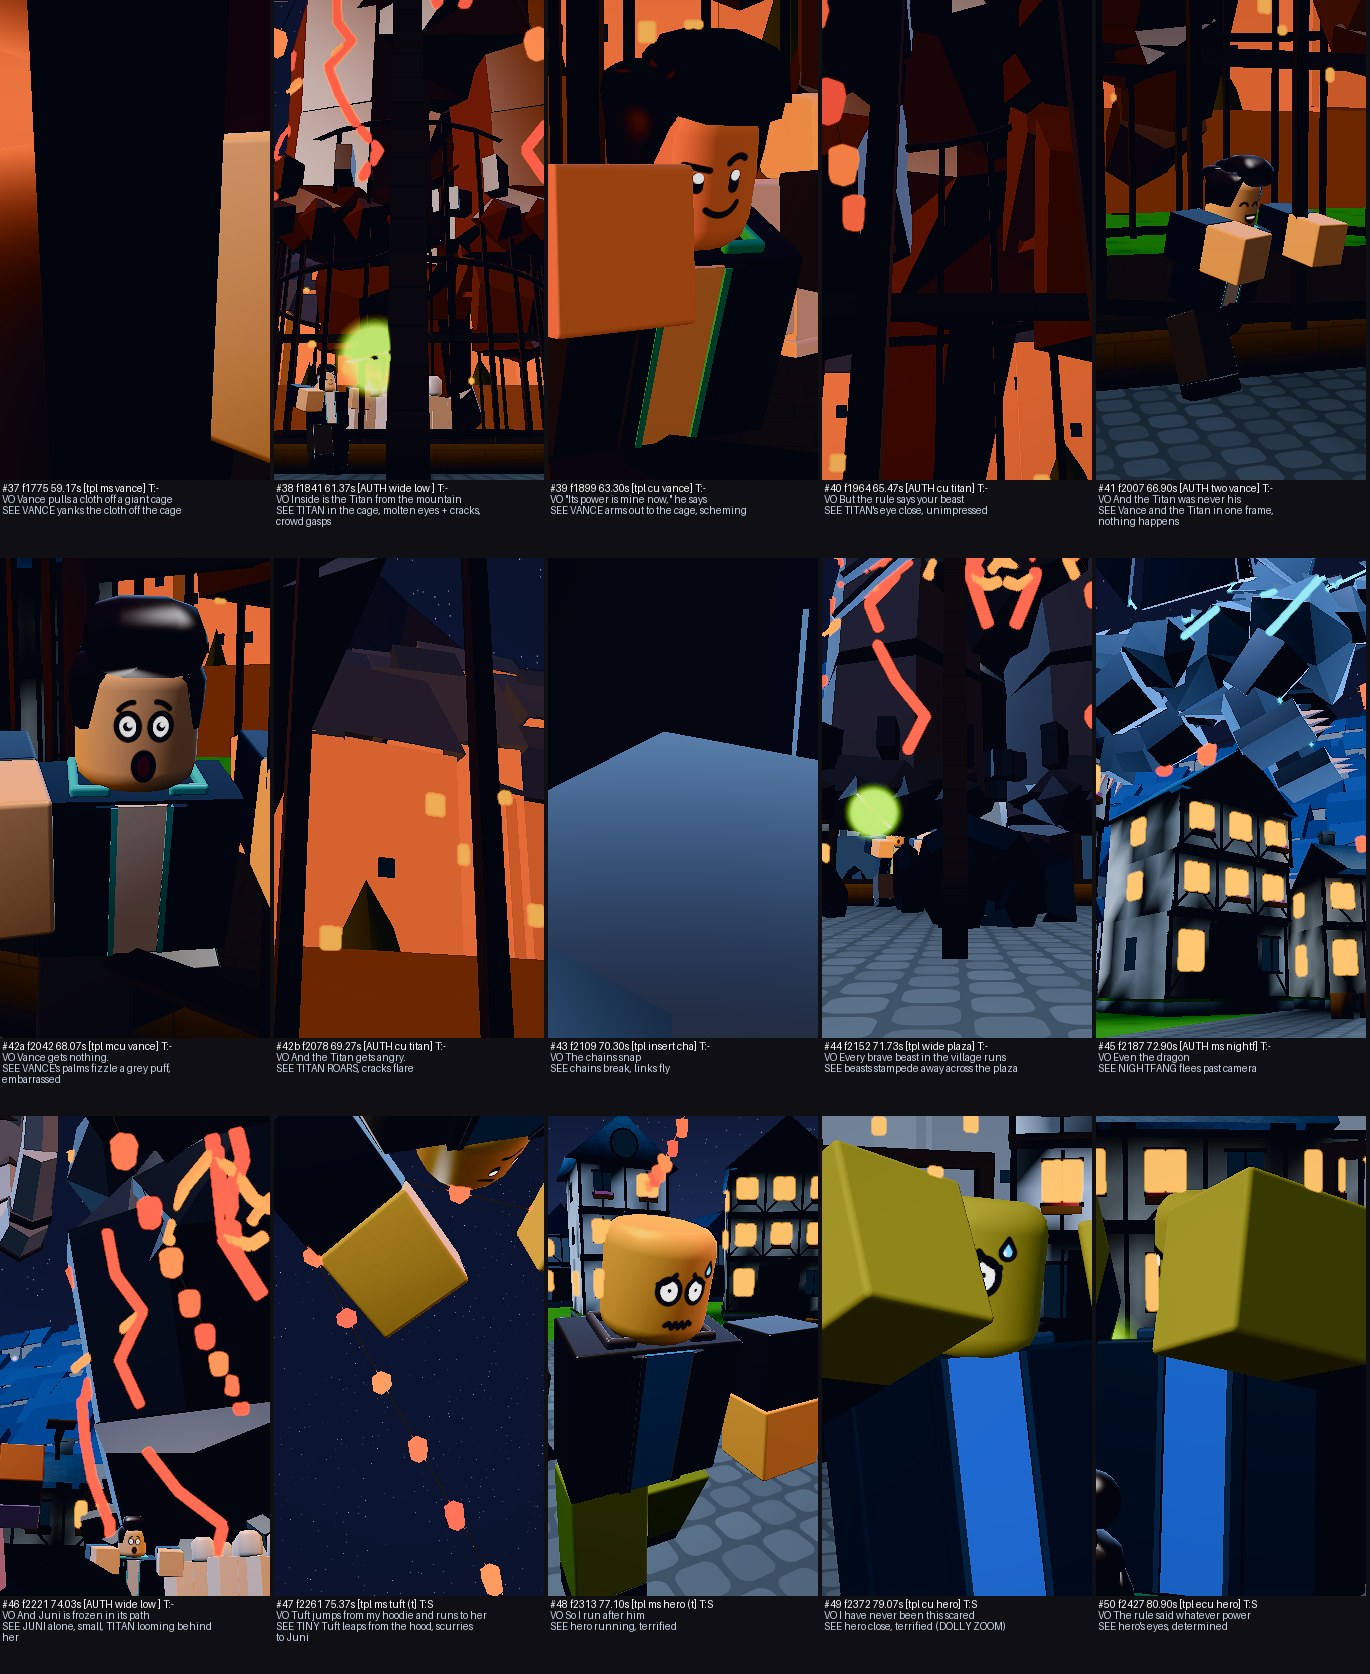 #37 f1775 59.17s [tpl ms vance] T:-
VO Vance pulls a cloth off a giant cage
SEE VANCE yanks the cloth off the cage
#38 f1841 61.37s [AUTH wide low ] T:-
VO Inside is the Titan from the mountain
SEE TITAN in the cage, molten eyes + cracks,
crowd gasps
#39 f1899 63.30s [tpl cu vance] T:-
VO "Its power is mine now," he says
SEE VANCE arms out to the cage, scheming
#40 f1964 65.47s [AUTH cu titan] T:-
VO But the rule says your beast
SEE TITAN's eye close, unimpressed
#41 f2007 66.90s [AUTH two vance] T:-
VO And the Titan was never his
SEE Vance and the Titan in one frame,
nothing happens
#42a f2042 68.07s [tpl mcu vance] T:-
VO Vance gets nothing.
SEE VANCE's palms fizzle a grey puff,
embarrassed
#42b f2078 69.27s [AUTH cu titan] T:-
VO And the Titan gets angry.
SEE TITAN ROARS, cracks flare
#43 f2109 70.30s [tpl insert cha] T:-
VO The chains snap
SEE chains break, links fly
#44 f2152 71.73s [tpl wide plaza] T:-
VO Every brave beast in the village runs
SEE beasts stampede away across the plaza
#45 f2187 72.90s [AUTH ms nightf] T:-
VO Even the dragon
SEE NIGHTFANG flees past camera
#46 f2221 74.03s [AUTH wide low ] T:-
VO And Juni is frozen in its path
SEE JUNI alone, small, TITAN looming behind
her
#47 f2261 75.37s [tpl ms tuft (t] T:S
VO Tuft jumps from my hoodie and runs to her
SEE TINY Tuft leaps from the hood, scurries
to Juni
#48 f2313 77.10s [tpl ms hero (t] T:S
VO So I run after him
SEE hero running, terrified
#49 f2372 79.07s [tpl cu hero] T:S
VO I have never been this scared
SEE hero close, terrified (DOLLY ZOOM)
#50 f2427 80.90s [tpl ecu hero] T:S
VO The rule said whatever power
SEE hero's eyes, determined